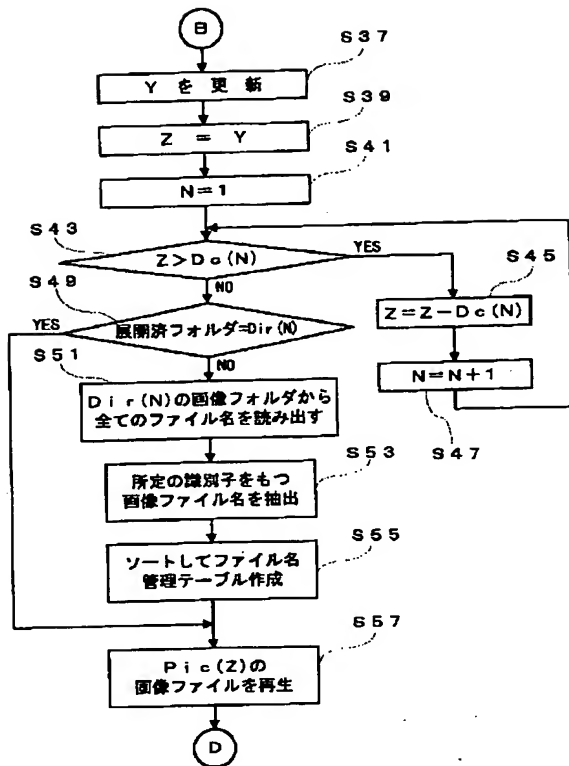 B
S37
Yを更新
S39
Z=Y
S41
N=1
S43
Z>Dc(N)
YES
NO
S45
Z=Z-Dc(N)
N=N+1
S47
S49
展開済フォルダ=Dir(N)
YES
NO
S51
Dir(N)の画像フォルダから
全てのファイル名を読み出す
S53
所定の識別子をもつ
画像ファイル名を抽出
S55
ソートしてファイル名
管理テーブル作成
S57
Pic(Z)の
画像ファイルを再生
D